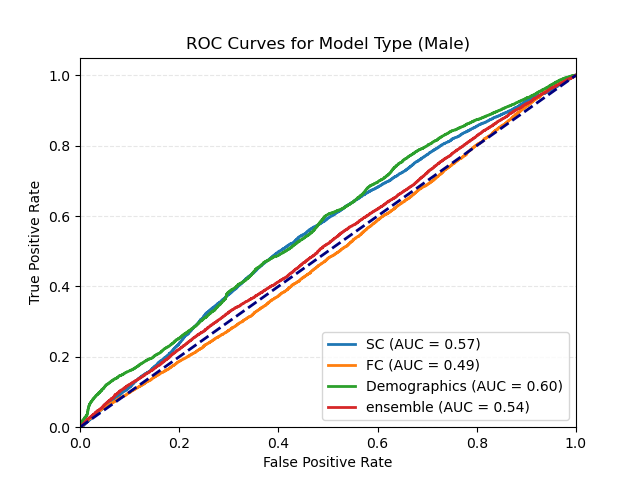 ROC Curves for Model Type (Male)
True Positive Rate
1.0
0.8
0.6
0.4
0.2
0.0
SC (AUC = 0.57)
FC (AUC = 0.49)
Demographics (AUC = 0.60)
ensemble (AUC = 0.54)
0.0 0.2 0.4 0.6 0.8 1.0
False Positive Rate